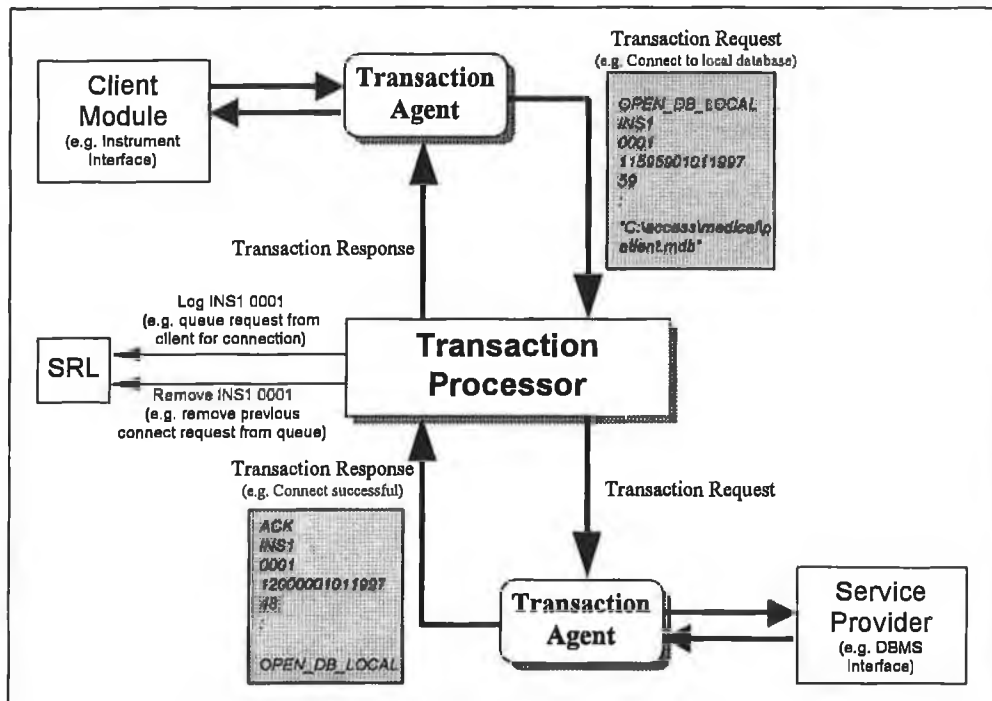 Client
Module
(e.g. Instrument
Interface)
Transaction
Agent
Transaction Request
(e.g. Connect to local database)
OPEN_DB_LOCAL
INS1
0001
11595901011997
59
:
"C:\access\medical\p
atient.mdb"
Transaction Response
Log INS1 0001
(e.g. queue request from
client for connection)
SRL
Remove INS1 0001
(e.g. remove previous
connect request from queue)
Transaction
Processor
Transaction Response
(e.g. Connect successful)
ACK
INS1
0001
12000001011997
:
OPEN_DB_LOCAL
Transaction Request
Transaction
Agent
Service
Provider
(e.g. DBMS
Interface)